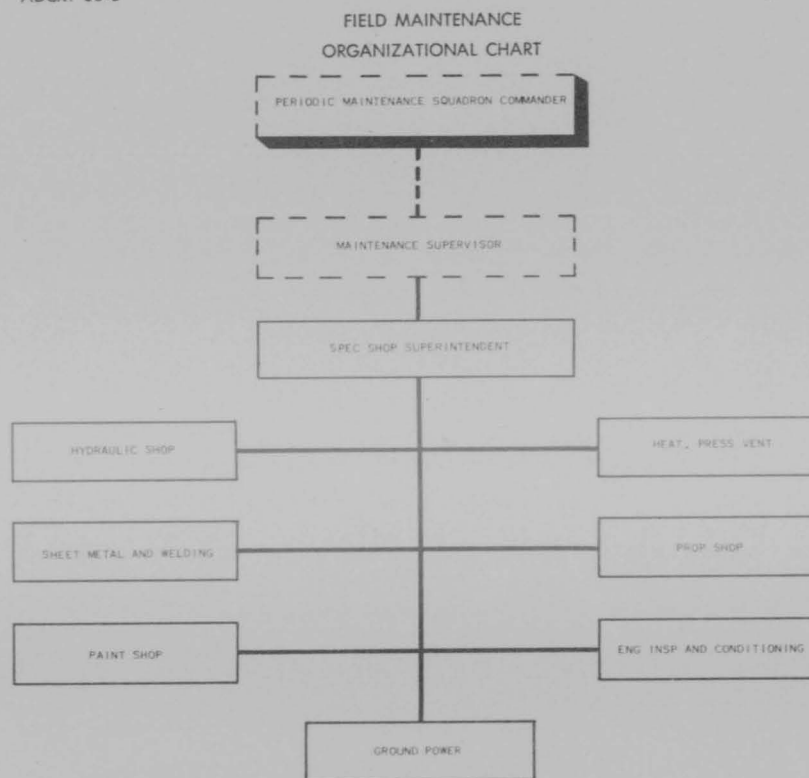 FIELD MAINTENANCE
ORGANIZATIONAL CHART
PERIODIC MAINTENANCE SQUADRON COMMANDER
MAINTENANCE SUPERVISOR
SPEC SHOP SUPERINTENDENT
HYDRAULIC SHOP
HEAT, PRESS VENT
SHEET METAL AND WELDING
PROP SHOP
PAINT SHOP
ENG INSP AND CONDITIONING
GROUND POWER